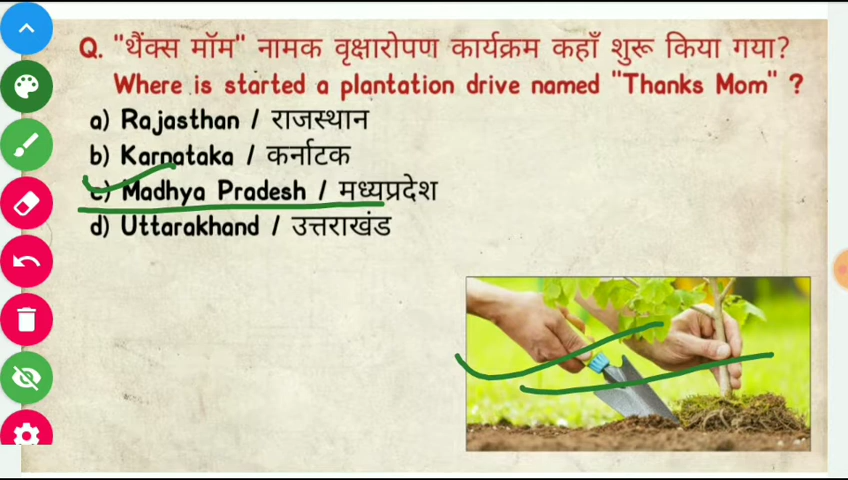 Q. "थैंक्स मॉम" नामक वृक्षारोपण कार्यक्रम कहाँ शुरू किया गया?
Where is started a plantation drive named "Thanks Mom" ?
a) Rajasthan / राजस्थान
b) Karnataka / कर्नाटक
c) Madhya Pradesh / मध्यप्रदेश
d) Uttarakhand / उत्तराखंड